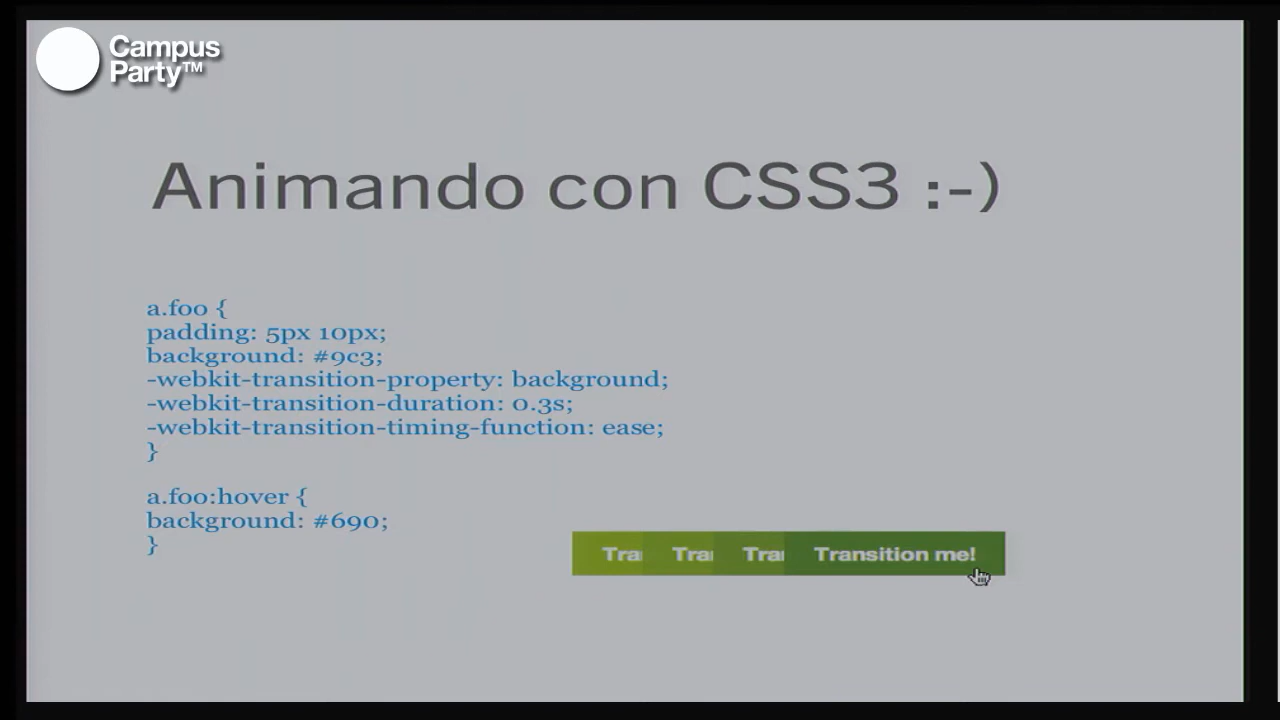 Campus
Party™
Animando con CSS3 :-)
a.foo {
padding: 5px 10px;
background: #9c3;
-webkit-transition-property: background;
-webkit-transition-duration: 0.3s;
-webkit-transition-timing-function: ease;
}
a.foo:hover {
background: #690;
}
Tra Tra Tra Transition me!